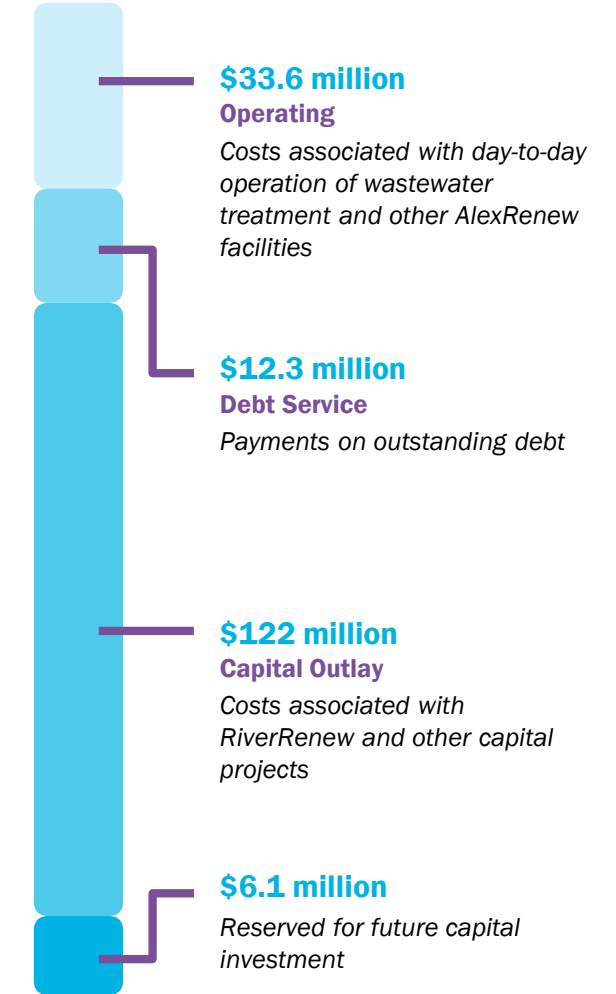 $33.6 million
Operating
Costs associated with day-to-day
operation of wastewater
treatment and other AlexRenew
facilities
$12.3 million
Debt Service
Payments on outstanding debt
$122 million
Capital Outlay
Costs associated with
RiverRenew and other capital
projects
$6.1 million
Reserved for future capital
investment